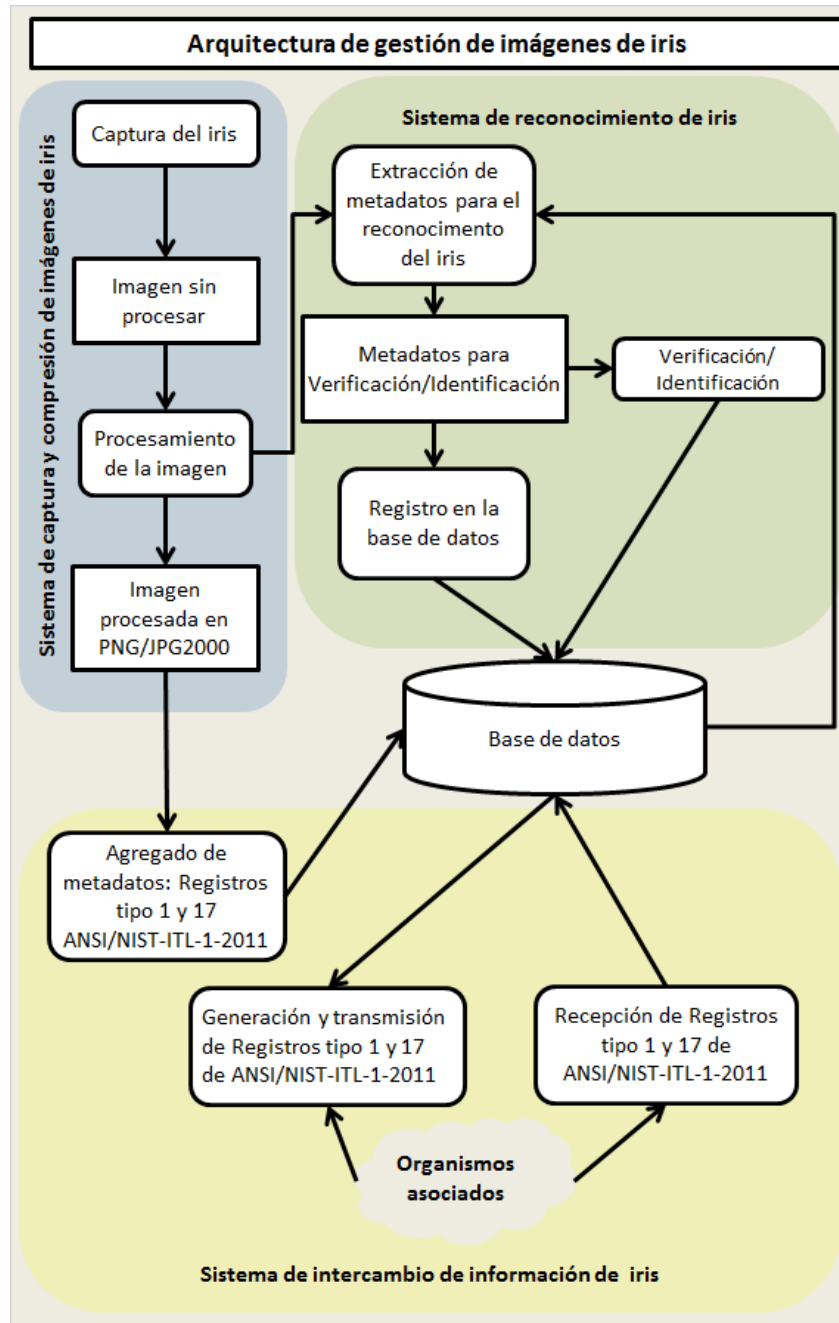 Arquitectura de gestión de imágenes de iris
Sistema de captura y compresión de imágenes de iris
Captura del iris
Imagen sin
procesar
Procesamiento
de la imagen
Imagen
procesada en
PNG/JPG2000
Sistema de reconocimiento de iris
Extracción de
metadatos para el
reconocimento
del iris
Metadatos para
Verificación/Identificación
Verificación/
Identificación
Registro en la
base de datos
Base de datos
Agregado de
metadatos: Registros
tipo 1 y 17
ANSI/NIST-ITL-1-2011
Generación y transmisión
de Registros tipo 1 y 17
de ANSI/NIST-ITL-1-2011
Recepción de Registros
tipo 1 y 17 de
ANSI/NIST-ITL-1-2011
Organismos
asociados
Sistema de intercambio de información de iris